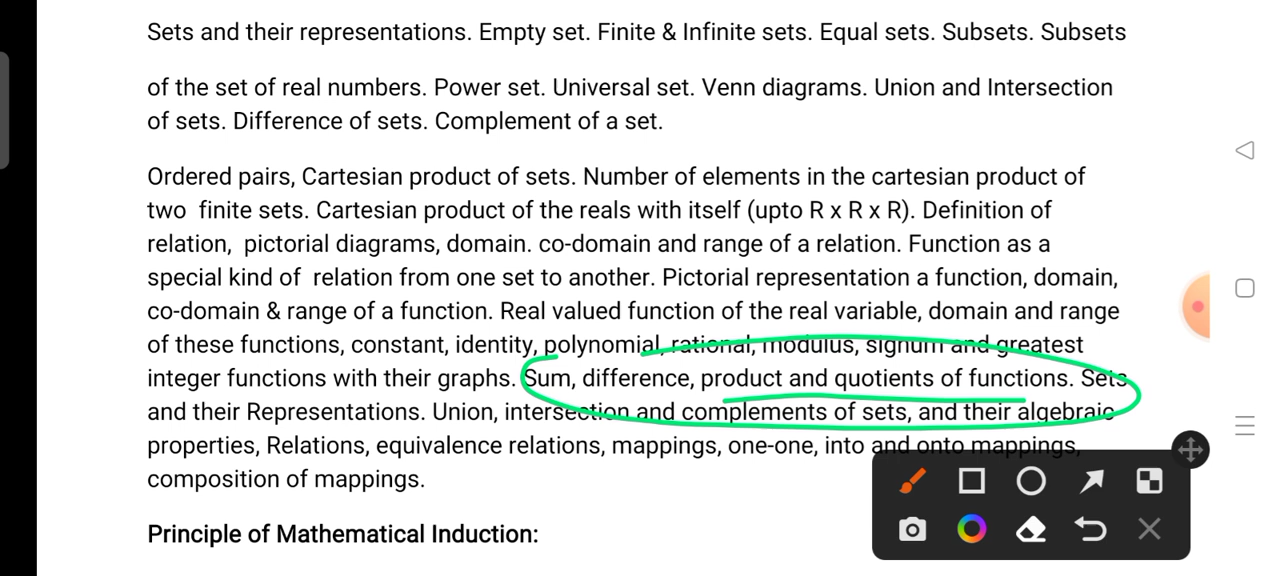 Sets and their representations. Empty set. Finite & Infinite sets. Equal sets. Subsets. Subsets
of the set of real numbers. Power set. Universal set. Venn diagrams. Union and Intersection
of sets. Difference of sets. Complement of a set.
Ordered pairs, Cartesian product of sets. Number of elements in the cartesian product of
two finite sets. Cartesian product of the reals with itself (upto R x R x R). Definition of
relation, pictorial diagrams, domain. co-domain and range of a relation. Function as a
special kind of relation from one set to another. Pictorial representation a function, domain,
co-domain & range of a function. Real valued function of the real variable, domain and range
of these functions, constant, identity, polynomial, rational, modulus, signum and greatest
integer functions with their graphs. Sum, difference, product and quotients of functions. Sets
and their Representations. Union, intersection and complements of sets, and their algebraic
properties, Relations, equivalence relations, mappings, one-one, into and onto mappings,
composition of mappings.
Principle of Mathematical Induction: